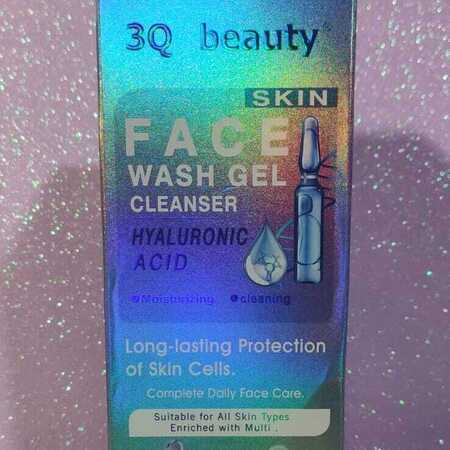 3Q beauty
SKIN
FACE
WASH GEL
CLEANSER
HYALURONIC
ACID
Moisturizing cleaning
Long-lasting Protection
of Skin Cells.
Complete Daily Face Care.
Suitable for All Skin Types
Enriched with Multi .